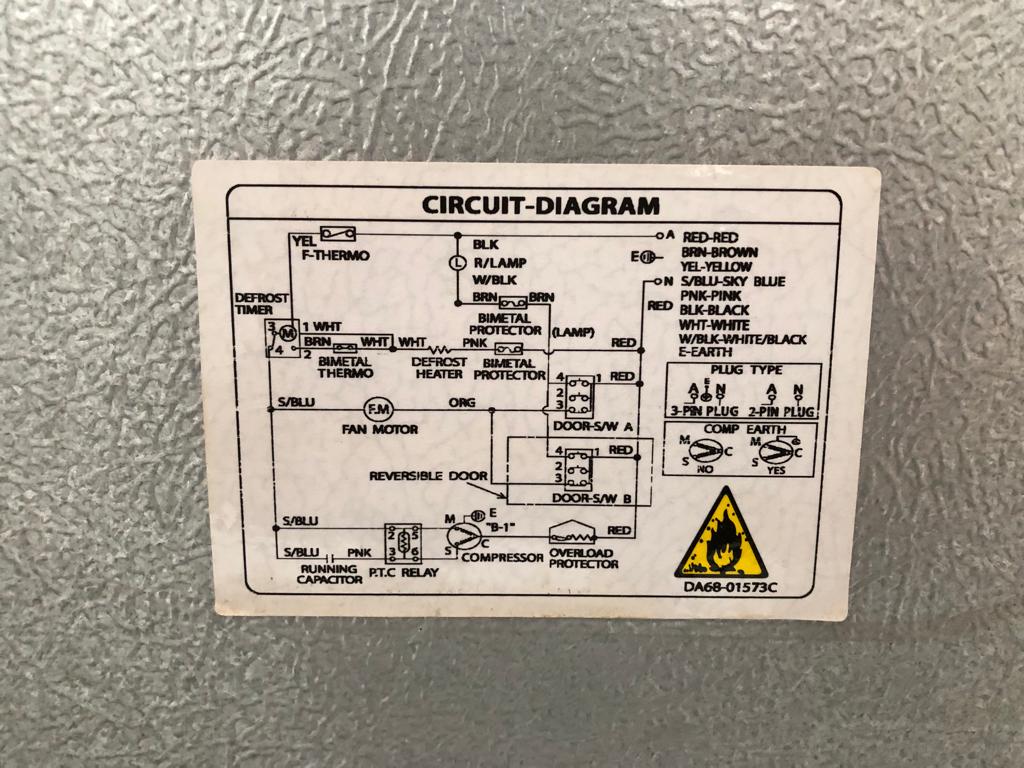 CIRCUIT-DIAGRAM
YEL
F-THERMO
BLK
R/LAMP
W/BLK
L
BRN BRN
BIMETAL
PROTECTOR
(LAMP)
A
E
N
RED
RED-RED
BRN-BROWN
YEL-YELLOW
S/BLU-SKY BLUE
PNK-PINK
BLK-BLACK
WHT-WHITE
W/BLK-WHITE/BLACK
E-EARTH
DEFROST
TIMER
3 M 1 WHT
4 2 BRN WHT WHT PNK RED
BIMETAL
THERMO
DEFROST
HEATER
BIMETAL
PROTECTOR
4 1 RED
2
3
DOOR-S/W A
S/BLU F.M ORG
FAN MOTOR
4 1 RED
2
3
DOOR-S/W B
REVERSIBLE DOOR
PLUG TYPE
A E N A N
3-PIN PLUG 2-PIN PLUG
COMP EARTH
M C S M C S
NO YES
S/BLU
2 5
3 6
M E
"B-1"
S C
RED
S/BLU PNK
RUNNING
CAPACITOR
P.T.C RELAY
COMPRESSOR
OVERLOAD
PROTECTOR
DA68-01573C